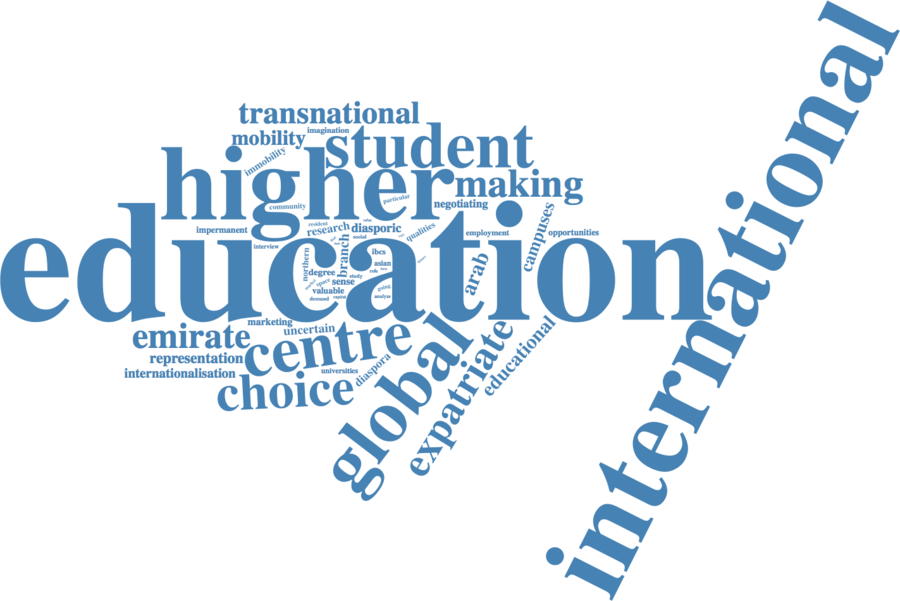 international
transnational
mobility
imagination
student
immobility
higher
making
particular
community
negotiating
campuses
impermanent
resident
research
diasporic
social
qualities
employment
opportunities
interview
education
branch
northern
ibcs
asian
arab
degree
role
study
space
sense
valuable
going
demand
capital
analyse
marketing
uncertain
emirate
centre
global
expatriate
educational
representation
internationalisation
universities
diaspora
choice